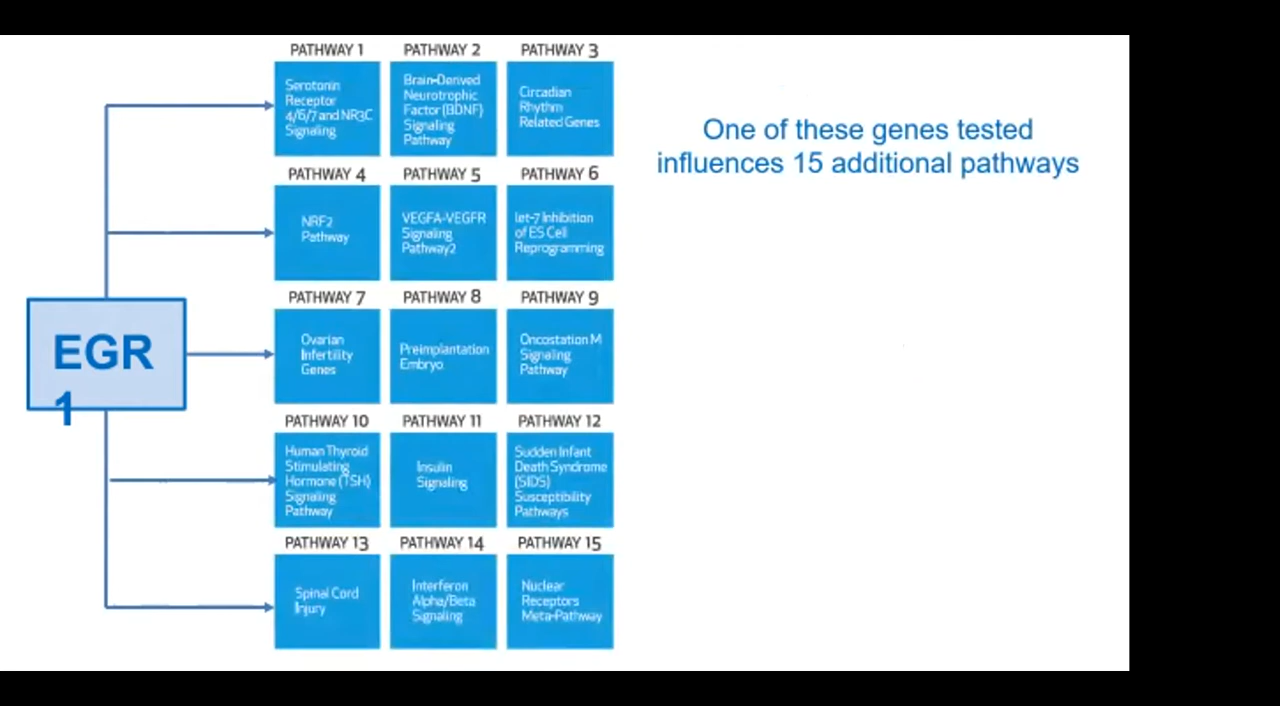 PATHWAY 1
Serotonin
Receptor
4/6/7 and NR3C
Signaling
PATHWAY 2
Brain-Derived
Neurotrophic
Factor (BDNF)
Signaling
Pathway
PATHWAY 3
Circadian
Rhythm
Related Genes
One of these genes tested
influences 15 additional pathways
PATHWAY 4
NRF2
Pathway
PATHWAY 5
VEGFA-VEGFR
Signaling
Pathway2
PATHWAY 6
let-7 Inhibition
of ES Cell
Reprogramming
EGR
1
PATHWAY 7
Ovarian
Infertility
Genes
PATHWAY 8
Preimplantation
Embryo
PATHWAY 9
Oncostation M
Signaling
Pathway
PATHWAY 10
Human Thyroid
Stimulating
Hormone (TSH)
Signaling
Pathway
PATHWAY 11
Insulin
Signaling
PATHWAY 12
Sudden Infant
Death Syndrome
(SIDS)
Susceptibility
Pathways
PATHWAY 13
Spinal Cord
Injury
PATHWAY 14
Interferon
Alpha/Beta
Signaling
PATHWAY 15
Nuclear
Receptors
Meta-Pathway